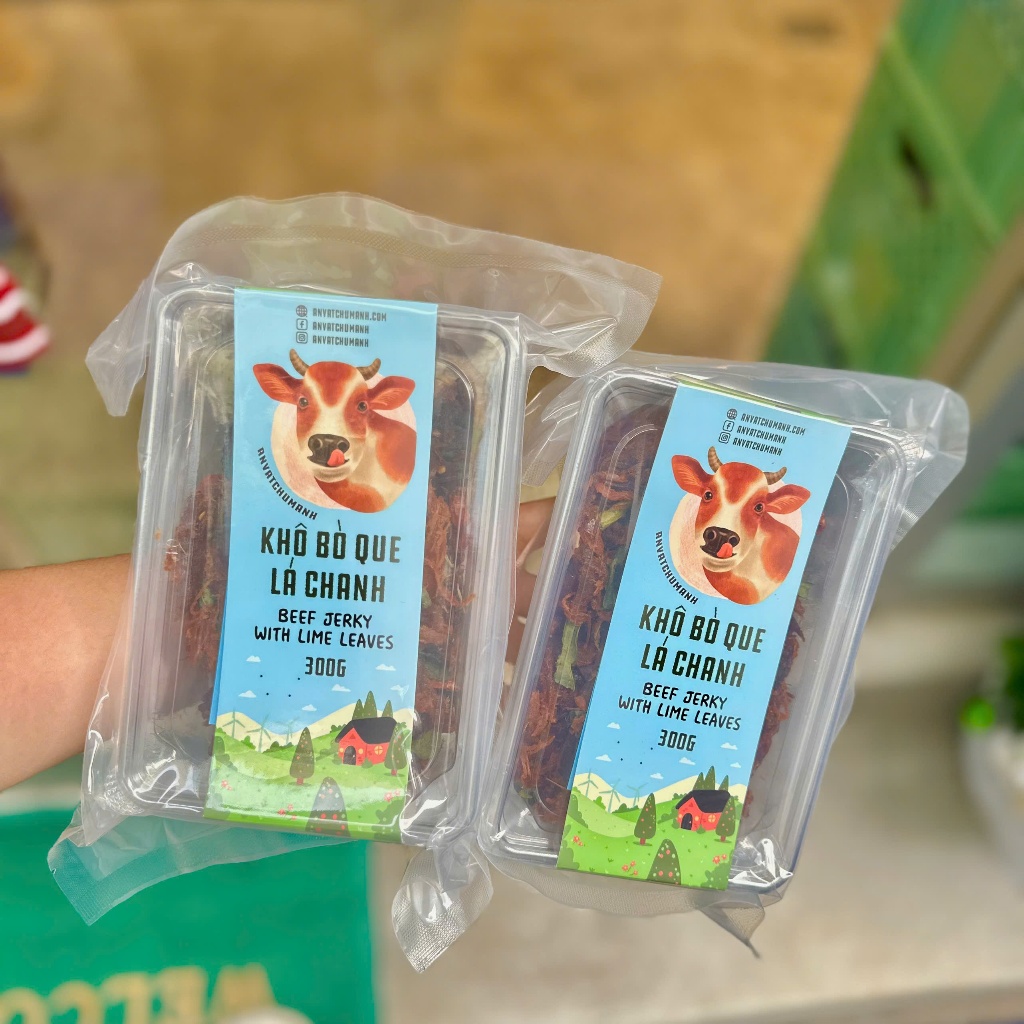 ANVATCHUMANH.COM
ANVATCHUMANH
ANVATCHUMANH
ANVATCHUMANH
KHÔ BÒ QUE
LÁ CHANH
BEEF JERKY
WITH LIME LEAVES
300G
ANVATCHUMANH.COM
ANVATCHUMANH
ANVATCHUMANH
ANVATCHUMANH
KHÔ BÒ QUE
LÁ CHANH
BEEF JERKY
WITH LIME LEAVES
300G
WELCO